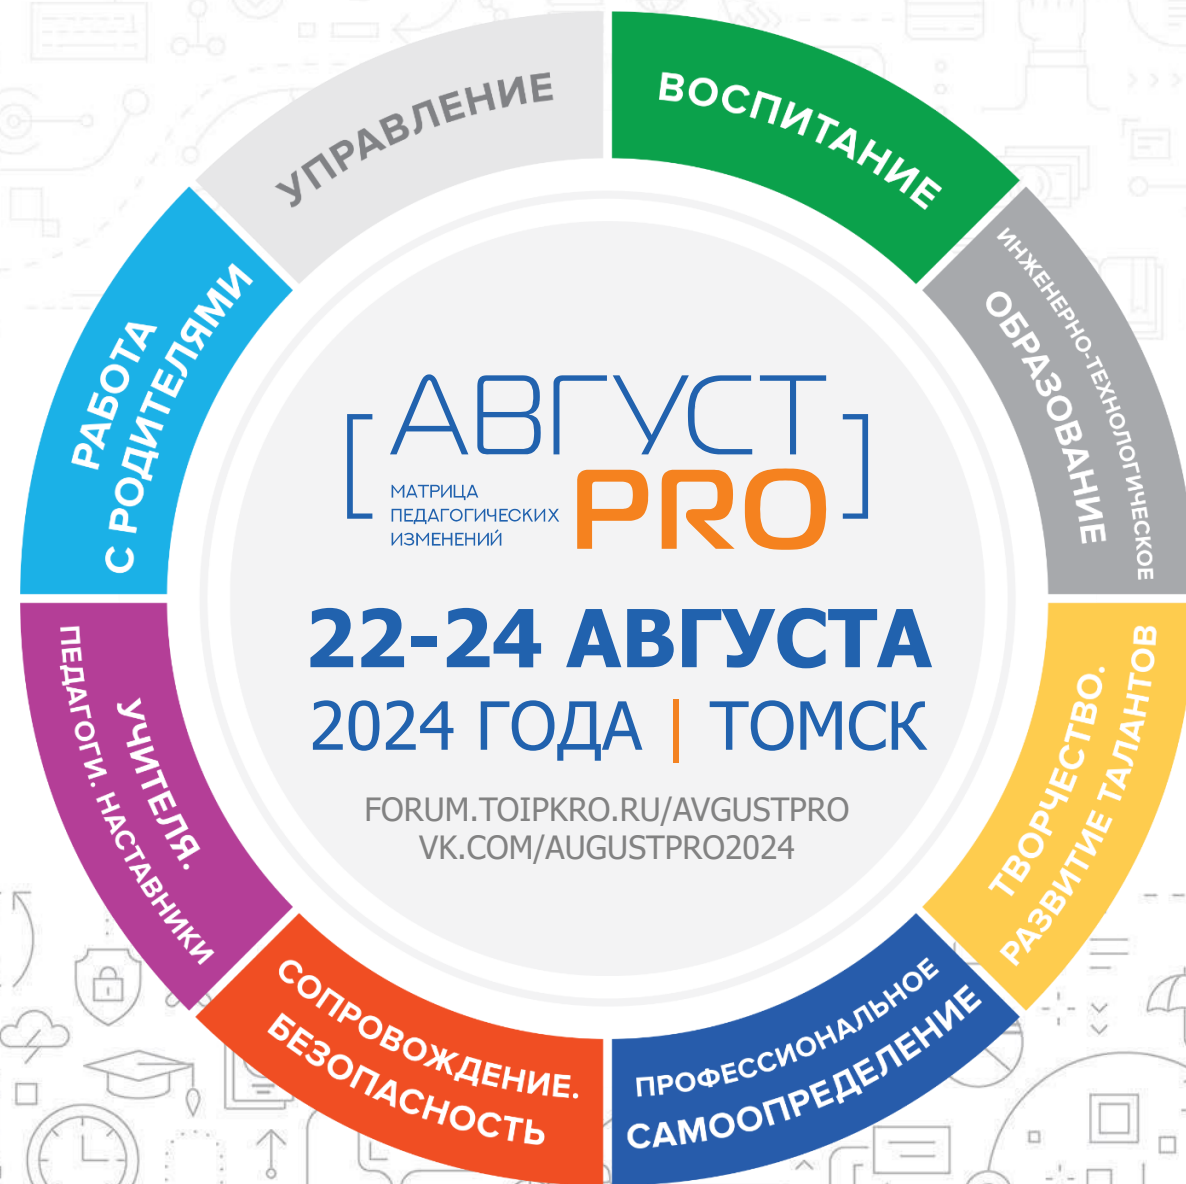 УПРАВЛЕНИЕ
ВОСПИТАНИЕ
ИНЖЕНЕРНО-ТЕХНОЛОГИЧЕСКОЕ
ОБРАЗОВАНИЕ
ТВОРЧЕСТВО.
РАЗВИТИЕ ТАЛАНТОВ
ПРОФЕССИОНАЛЬНОЕ
САМООПРЕДЕЛЕНИЕ
СОПРОВОЖДЕНИЕ.
БЕЗОПАСНОСТЬ
УЧИТЕЛЯ.
ПЕДАГОГИ. НАСТАВНИКИ
РАБОТА
С РОДИТЕЛЯМИ
[АВГУСТ
PRO]
МАТРИЦА
ПЕДАГОГИЧЕСКИХ
ИЗМЕНЕНИЙ
22-24 АВГУСТА
2024 ГОДА | ТОМСК
FORUM.TOIPKRO.RU/AVGUSTPRO
VK.COM/AUGUSTPRO2024